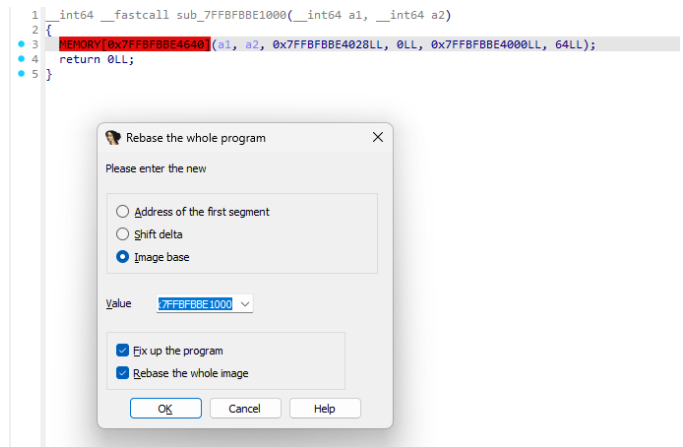 1 __int64 __fastcall sub_7FFBFBBE1000(__int64 a1, __int64 a2)
2 {
3 MEMORY[0x7FFBFBBE4640](a1, a2, 0x7FFBFBBE4028LL, 0LL, 0x7FFBFBBE4000LL, 64LL);
4 return 0LL;
5 }
Rebase the whole program
Please enter the new
Address of the first segment
Shift delta
Image base
Value :7FFBFBBE1000
Fix up the program
Rebase the whole image
OK Cancel Help